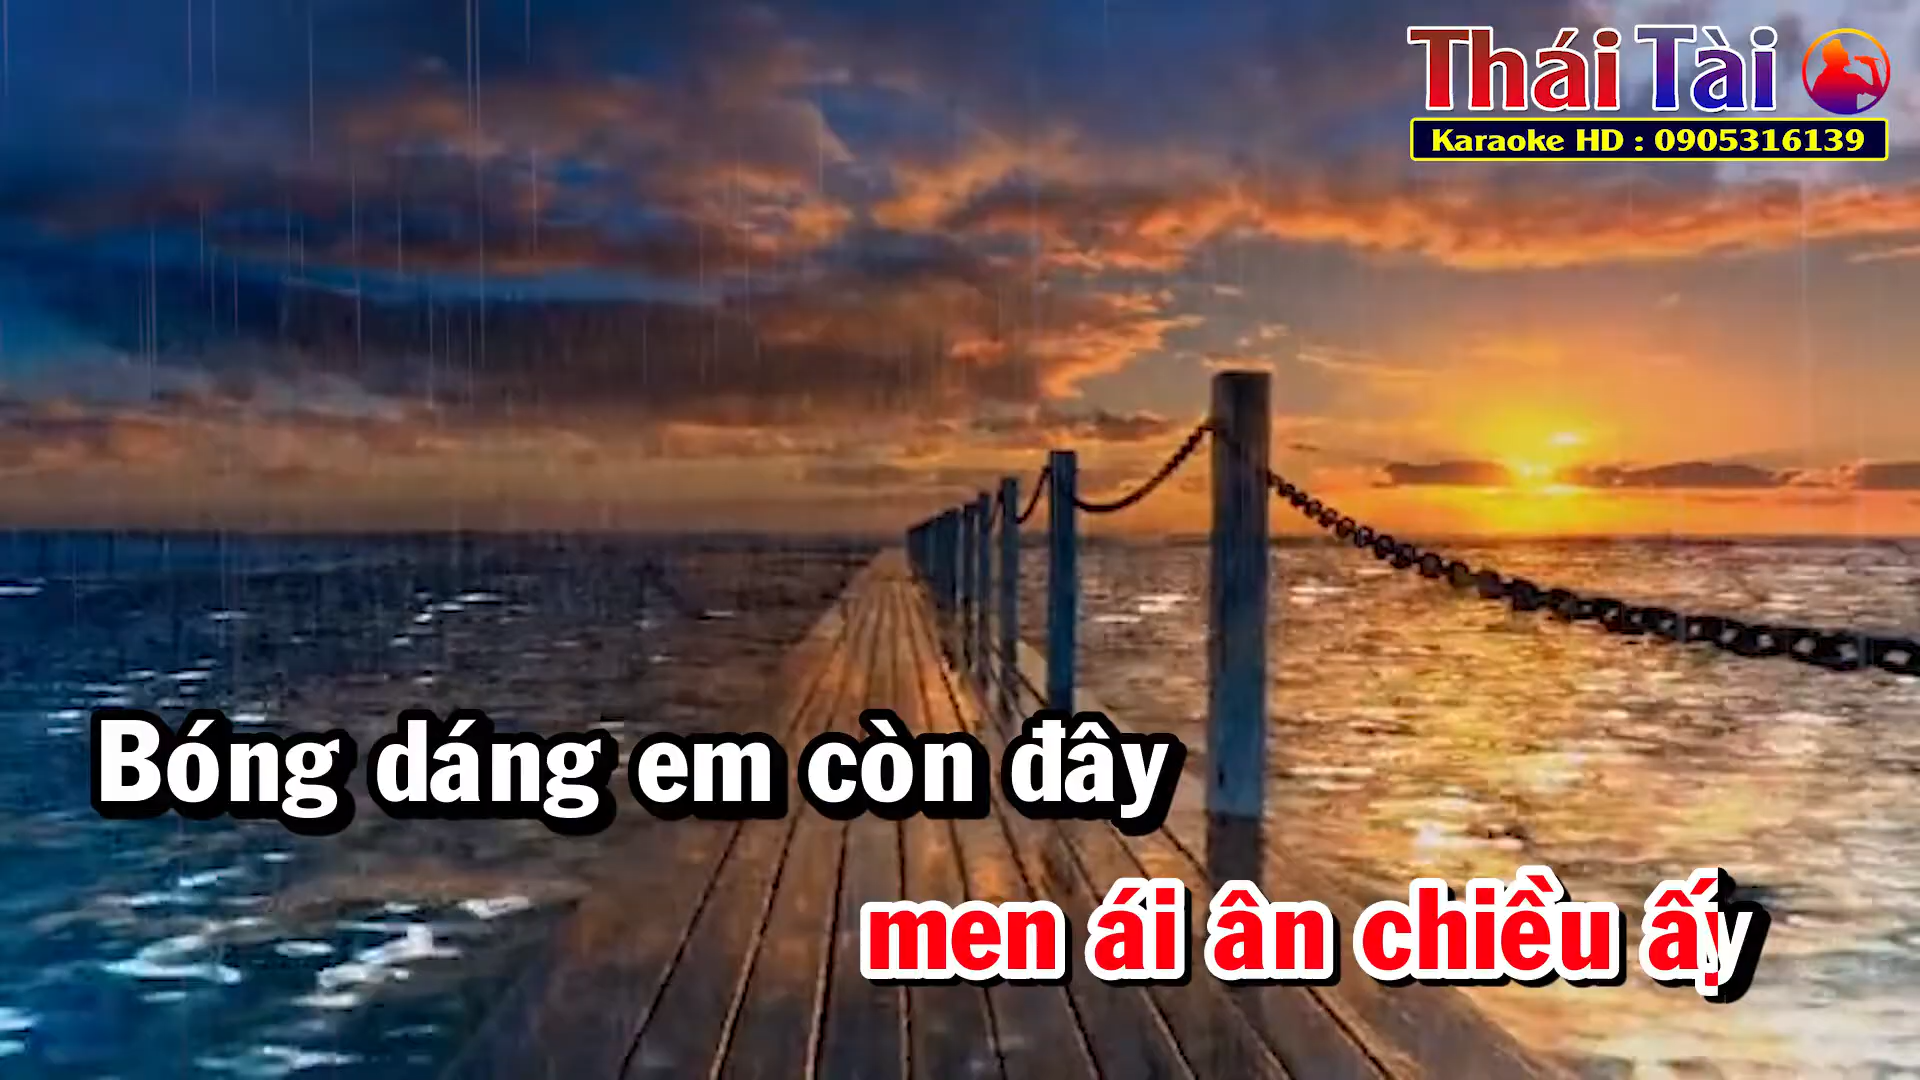 Thái Tài
Karaoke HD : 0905316139
Bóng dáng em còn đây
men ái ân chiều ấy